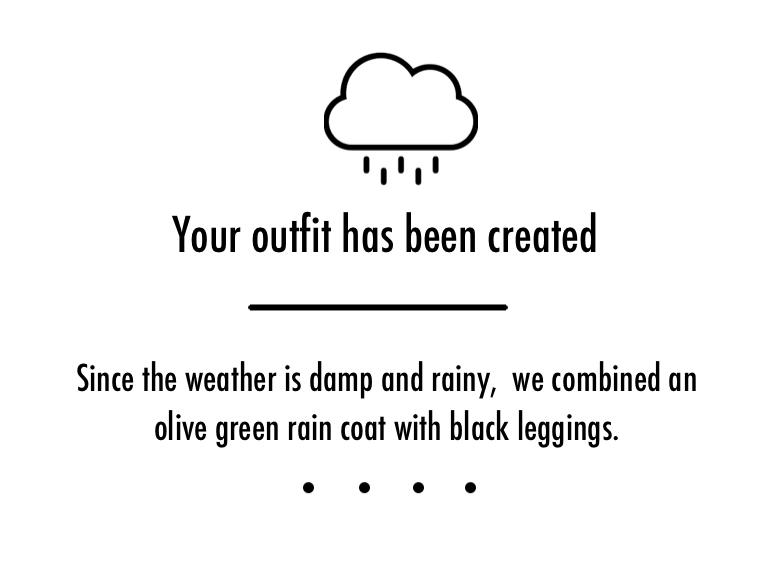 Your outfit has been created
Since the weather is damp and rainy,  we combined an
olive green rain coat with black leggings.